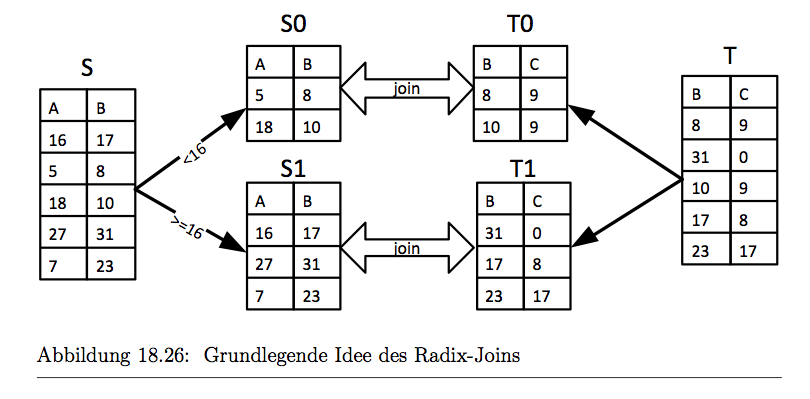 S
A B
16 17
5 8
18 10
27 31
7 23
<16
>=16
S0
A B
5 8
18 10
S1
A B
16 17
27 31
7 23
join
join
T0
B C
8 9
10 9
T1
B C
31 0
17 8
23 17
T
B C
8 9
31 0
10 9
17 8
23 17
Abbildung 18.26: Grundlegende Idee des Radix-Joins